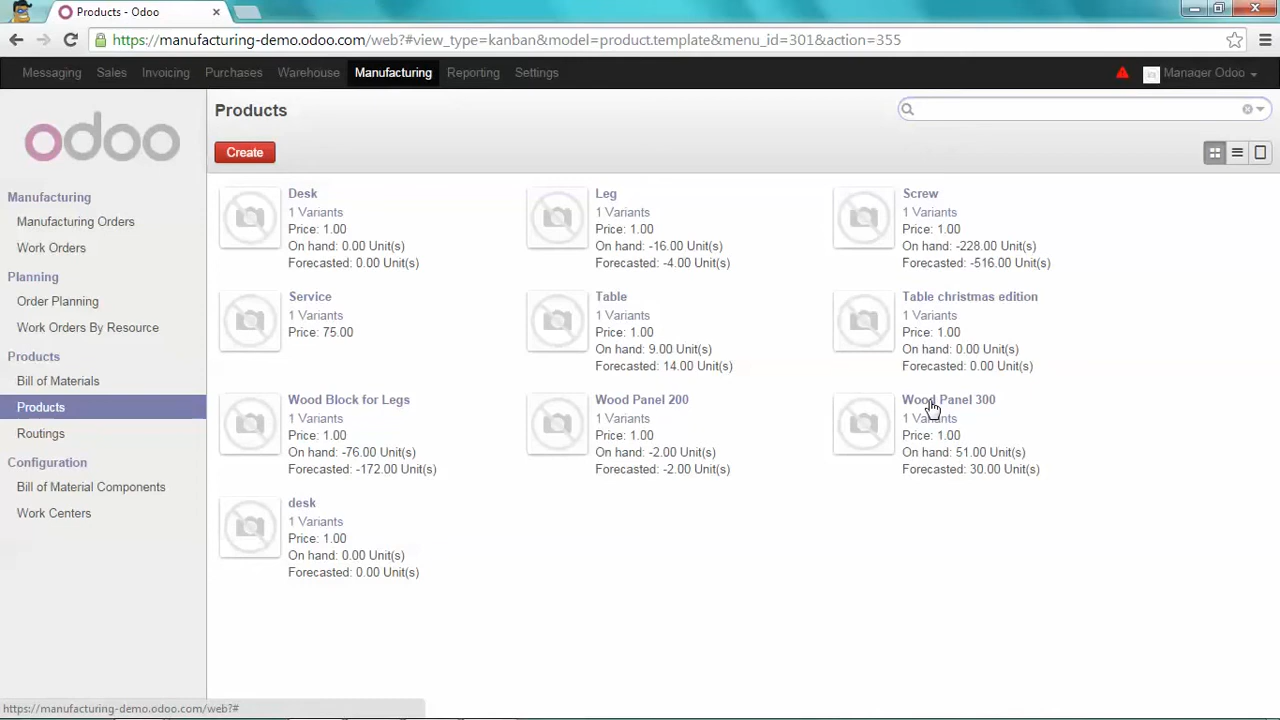 Products - Odoo
https://manufacturing-demo.odoo.com/web?#view_type=kanban&model=product.template&menu_id=301&action=355
Messaging Sales Invoicing Purchases Warehouse Manufacturing Reporting Settings Manager Odoo
odoo
Products
Create
Manufacturing
Manufacturing Orders
Work Orders
Planning
Order Planning
Work Orders By Resource
Products
Bill of Materials
Products
Routings
Configuration
Bill of Material Components
Work Centers
Desk
1 Variants
Price: 1.00
On hand: 0.00 Unit(s)
Forecasted: 0.00 Unit(s)
Leg
1 Variants
Price: 1.00
On hand: -16.00 Unit(s)
Forecasted: -4.00 Unit(s)
Screw
1 Variants
Price: 1.00
On hand: -228.00 Unit(s)
Forecasted: -516.00 Unit(s)
Service
1 Variants
Price: 75.00
Table
1 Variants
Price: 1.00
On hand: 9.00 Unit(s)
Forecasted: 14.00 Unit(s)
Table christmas edition
1 Variants
Price: 1.00
On hand: 0.00 Unit(s)
Forecasted: 0.00 Unit(s)
Wood Block for Legs
1 Variants
Price: 1.00
On hand: -76.00 Unit(s)
Forecasted: -172.00 Unit(s)
Wood Panel 200
1 Variants
Price: 1.00
On hand: -2.00 Unit(s)
Forecasted: -2.00 Unit(s)
Wood Panel 300
1 Variants
Price: 1.00
On hand: 51.00 Unit(s)
Forecasted: 30.00 Unit(s)
desk
1 Variants
Price: 1.00
On hand: 0.00 Unit(s)
Forecasted: 0.00 Unit(s)
https://manufacturing-demo.odoo.com/web?#